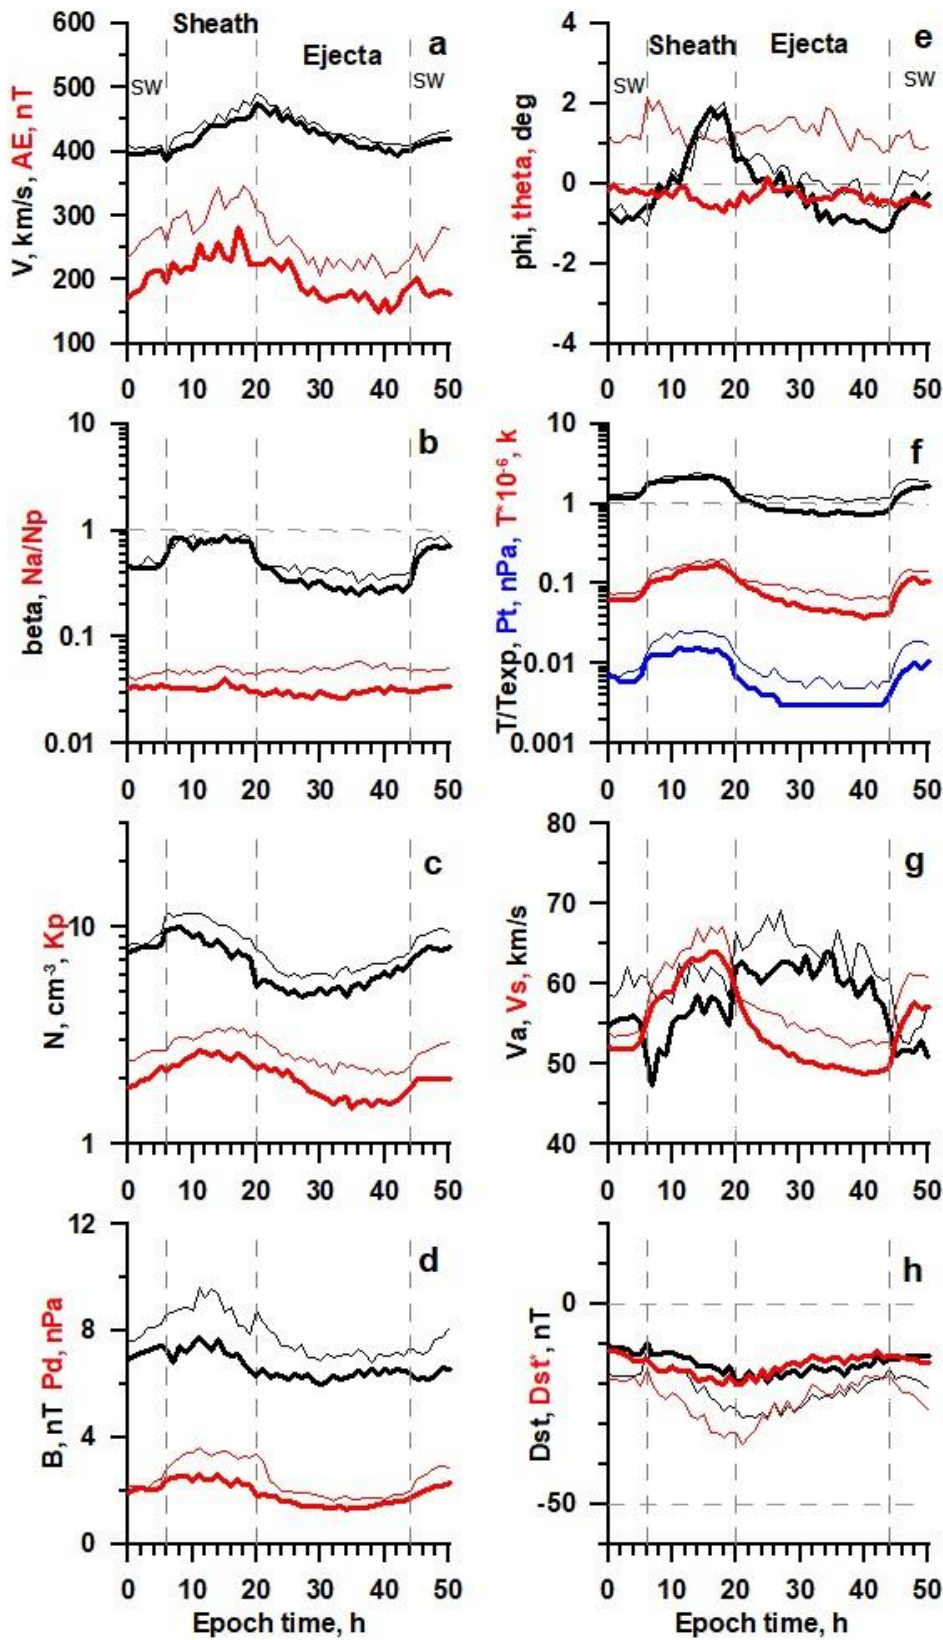 Sheath
Ejecta
SW
SW
a
V, km/s, AE, nT
600
500
400
300
200
100
0 10 20 30 40 50
Sheath
Ejecta
SW
SW
e
phi, theta, deg
4
2
0
-2
-4
0 10 20 30 40 50
b
beta, Na/Np
10
1
0.1
0.01
0 10 20 30 40 50
f
T/Texp, Pt, nPa, T*10⁻⁶, k
10
1
0.1
0.01
0.001
0 10 20 30 40 50
c
N, cm⁻³, Kp
10
1
0 10 20 30 40 50
g
Va, Vs, km/s
80
70
60
50
40
0 10 20 30 40 50
d
B, nT Pd, nPa
12
8
4
0
0 10 20 30 40 50
Epoch time, h
h
Dst, Dst*, nT
0
-50
0 10 20 30 40 50
Epoch time, h